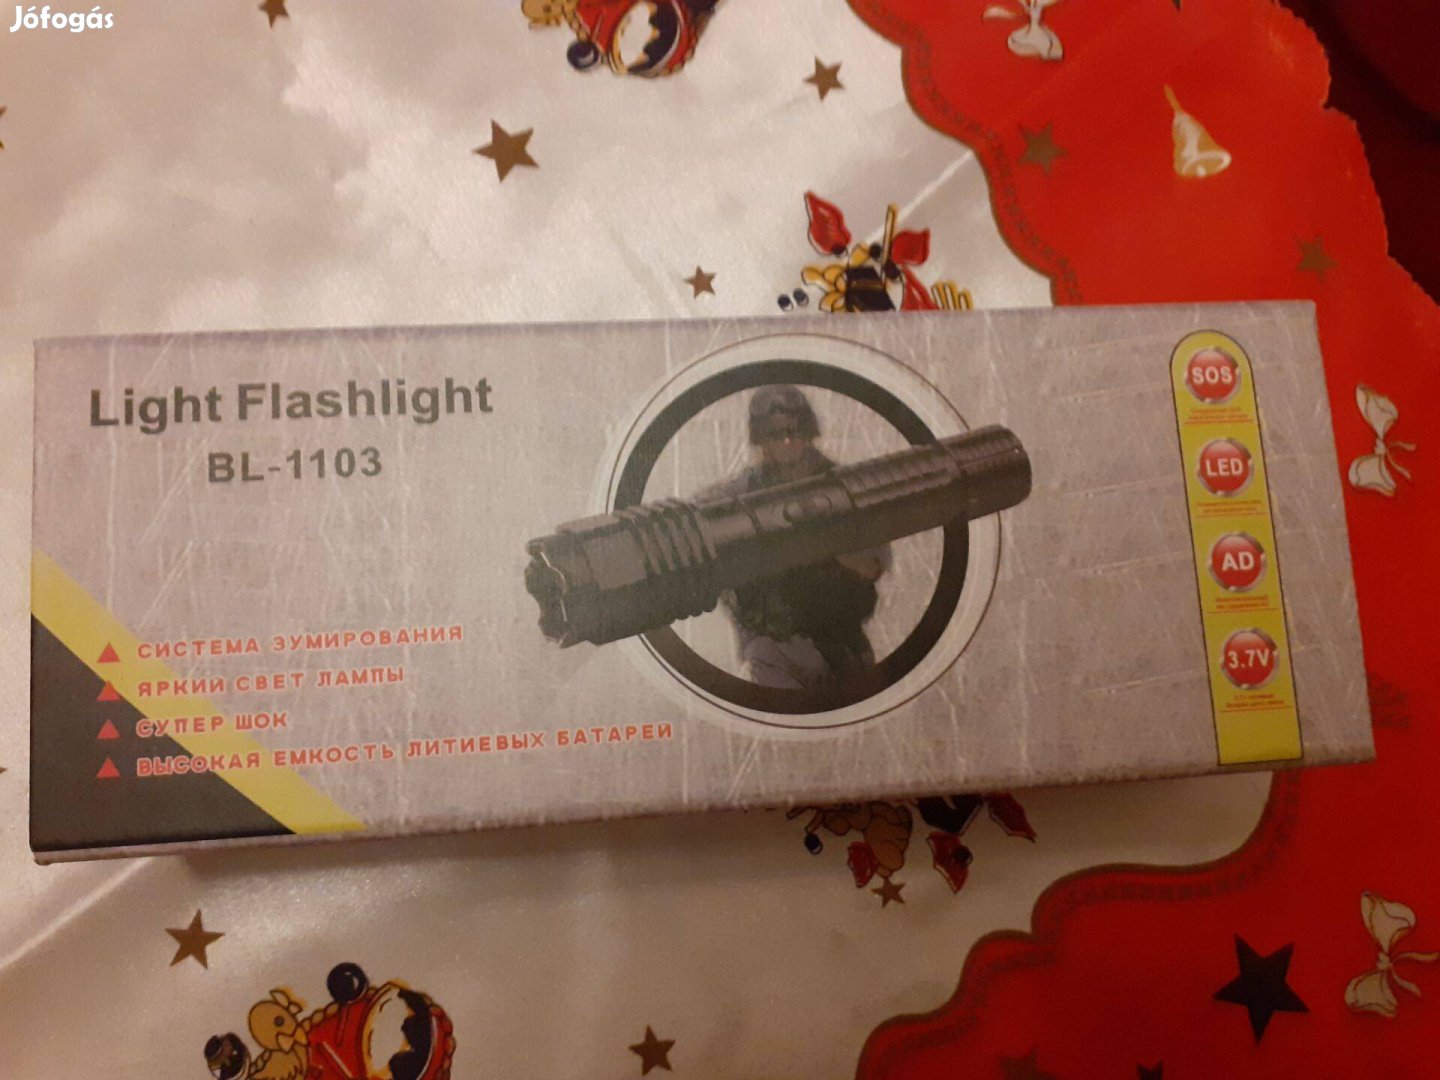 Jófogás
Light Flashlight
BL-1103
СИСТЕМА ЗУМИРОВАНИЯ
ЯРКИЙ СВЕТ ЛАМПЫ
СУПЕР ШОК
ВЫСОКАЯ ЕМКОСТЬ ЛИТИЕВЫХ БАТАРЕЙ
SOS
LED
AD
3.7V